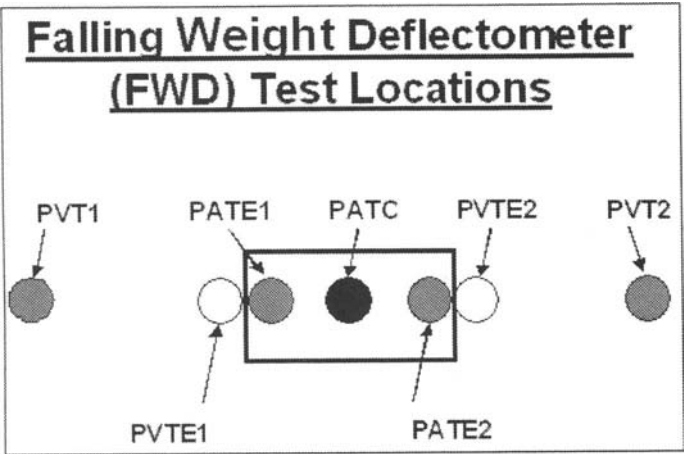 Falling Weight Deflectometer
(FWD) Test Locations
PVT1 PATE1 PATC PVTE2 PVT2
PVTE1 PATE2